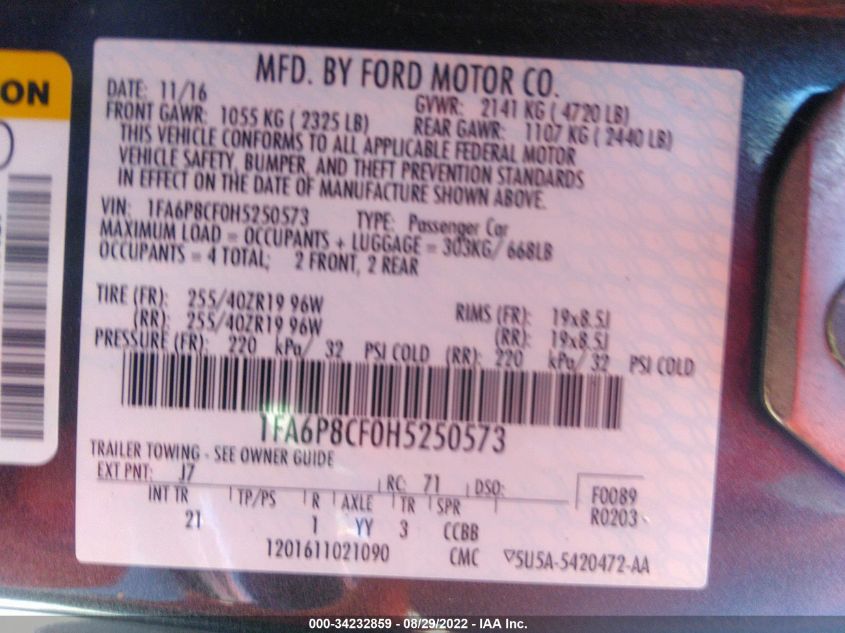 ON
MFD. BY FORD MOTOR CO.
DATE: 11/16 GVWR: 2141 KG ( 4720 LB)
FRONT GAWR: 1055 KG ( 2325 LB) REAR GAWR: 1107 KG ( 2440 LB)
THIS VEHICLE CONFORMS TO ALL APPLICABLE FEDERAL MOTOR
VEHICLE SAFETY, BUMPER, AND THEFT PREVENTION STANDARDS
IN EFFECT ON THE DATE OF MANUFACTURE SHOWN ABOVE.
VIN: 1FA6P8CF0H5250573 TYPE: Passenger Car
MAXIMUM LOAD = OCCUPANTS + LUGGAGE = 303KG/ 668LB
OCCUPANTS = 4 TOTAL; 2 FRONT, 2 REAR
TIRE (FR): 255/40ZR19 96W RIMS (FR): 19x8.5J
(RR): 255/40ZR19 96W (RR): 19x8.5J
PRESSURE (FR): 220 kPa/ 32 PSI COLD (RR): 220 kPa/ 32 PSI COLD
1FA6P8CF0H5250573
TRAILER TOWING - SEE OWNER GUIDE
EXT PNT: J7 RC: 71 DSO: F0089
INT TR TP/PS R AXLE TR SPR R0203
21 1 YY 3 CCBB
1201611021090 CMC 5U5A-5420472-AA
000-34232859 - 08/29/2022 - IAA Inc.